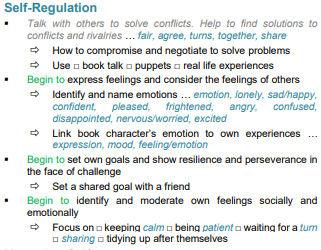 Self-Regulation
▪ Talk with others to solve conflicts. Help to find solutions to
conflicts and rivalries … fair, agree, turns, together, share
⇨ How to compromise and negotiate to solve problems
⇨ Use □ book talk □ puppets □ real life experiences
▪ Begin to express feelings and consider the feelings of others
⇨ Identify and name emotions … emotion, lonely, sad/happy,
confident, pleased, frightened, angry, confused,
disappointed, nervous/worried, excited
⇨ Link book character's emotion to own experiences …
expression, mood, feeling/emotion
▪ Begin to set own goals and show resilience and perseverance in
the face of challenge
⇨ Set a shared goal with a friend
▪ Begin to identify and moderate own feelings socially and
emotionally
⇨ Focus on □ keeping calm □ being patient □ waiting for a turn
□ sharing □ tidying up after themselves